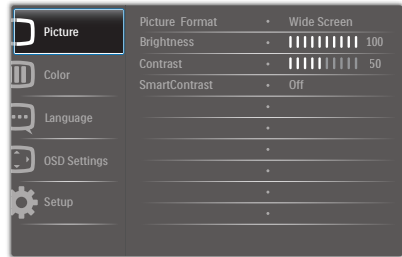 Picture
Color
Language
OSD Settings
Setup
Picture Format • Wide Screen
Brightness • 100
Contrast • 50
SmartContrast • Off
•
•
•
•
•
•